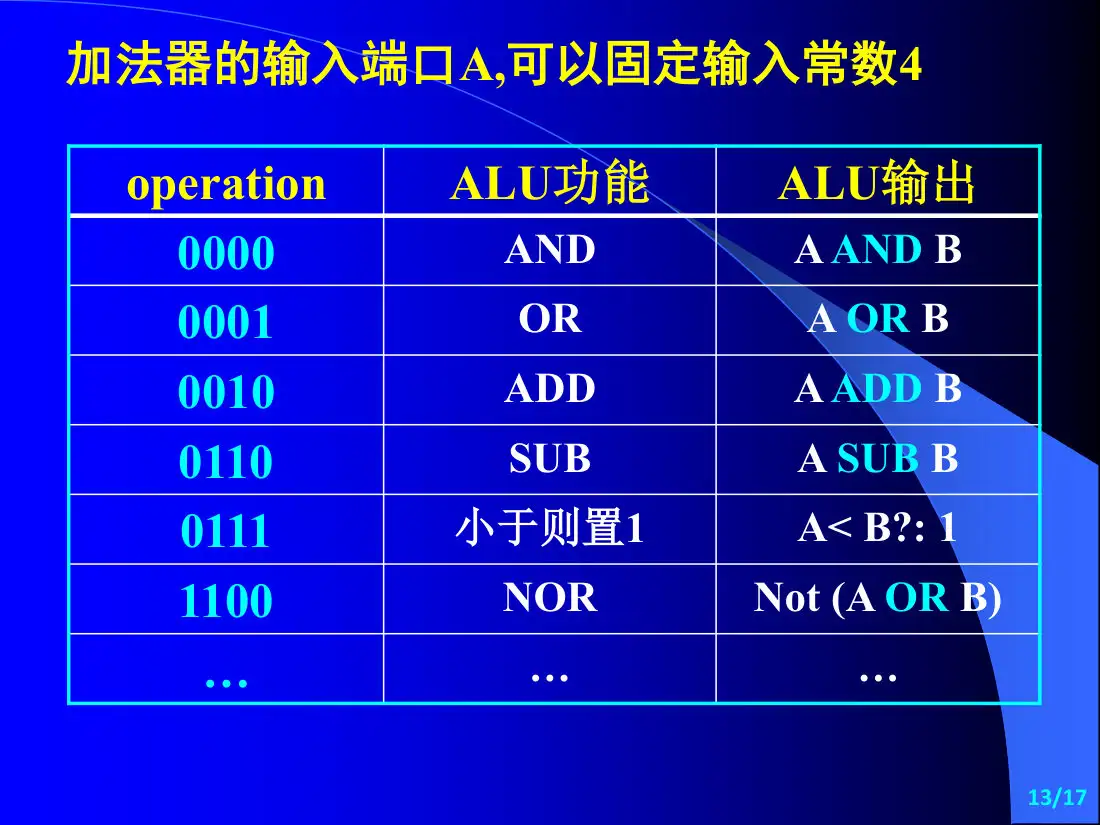 加法器的输入端口A,可以固定输入常数4
operation ALU功能 ALU输出
0000 AND A AND B
0001 OR A OR B
0010 ADD A ADD B
0110 SUB A SUB B
0111 小于则置1 A< B?: 1
1100 NOR Not (A OR B)
… … …
13/17